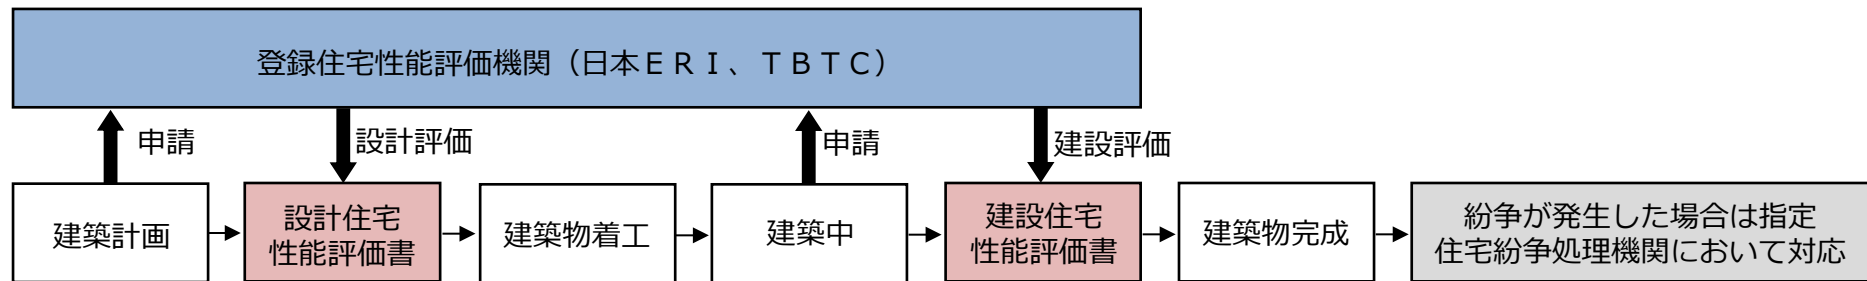 登録住宅性能評価機関（日本ＥＲＩ、ＴＢＴＣ）
申請
設計評価
申請
建設評価
建築計画
設計住宅
性能評価書
建築物着工
建築中
建設住宅
性能評価書
建築物完成
紛争が発生した場合は指定
住宅紛争処理機関において対応